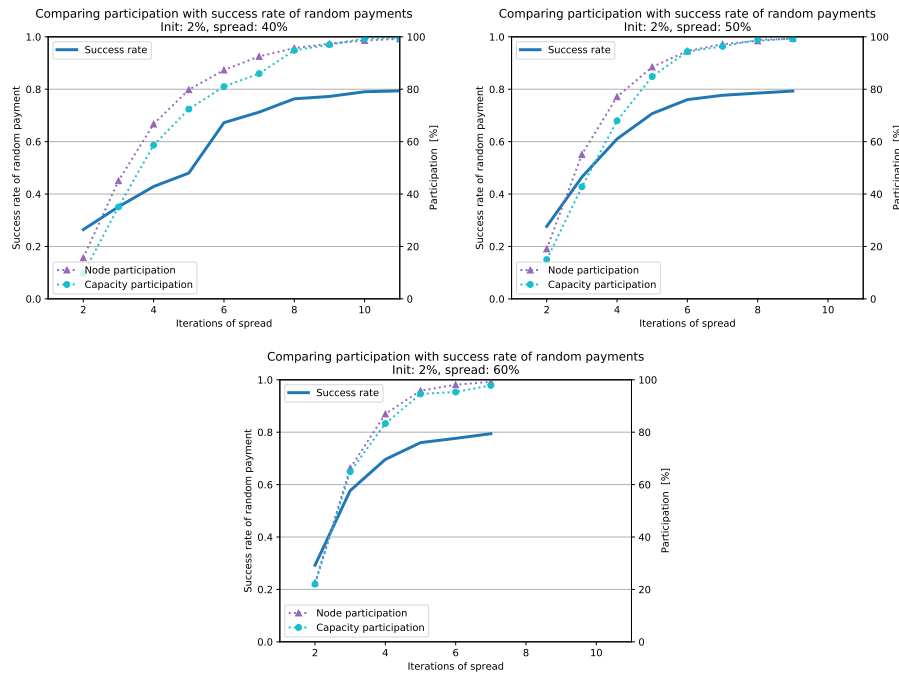 Comparing participation with success rate of random payments
Init: 2%, spread: 40%
1.0
0.8
0.6
0.4
0.2
0.0
Success rate of random payment
Success rate
Node participation
Capacity participation
2
4
6
8
10
Iterations of spread
100
80
60
40
20
0
Participation [%]
Comparing participation with success rate of random payments
Init: 2%, spread: 50%
1.0
0.8
0.6
0.4
0.2
0.0
Success rate of random payment
Success rate
Node participation
Capacity participation
2
4
6
8
10
Iterations of spread
100
80
60
40
20
0
Participation [%]
Comparing participation with success rate of random payments
Init: 2%, spread: 60%
1.0
0.8
0.6
0.4
0.2
0.0
Success rate of random payment
Success rate
Node participation
Capacity participation
2
4
6
8
10
Iterations of spread
100
80
60
40
20
0
Participation [%]